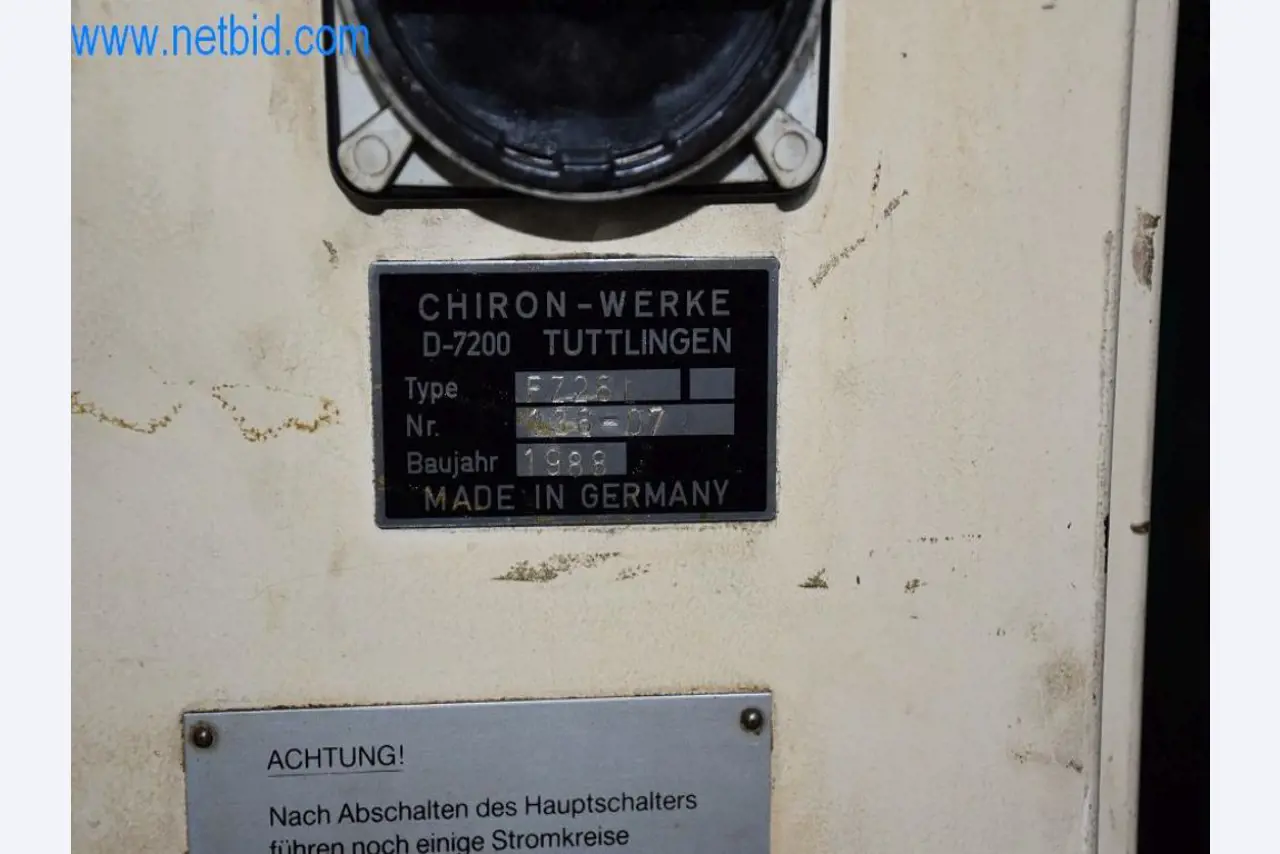 www.netbid.com
CHIRON-WERKE
D-7200 TUTTLINGEN
Type
Nr.
Baujahr 1988
MADE IN GERMANY
ACHTUNG!
Nach Abschalten des Hauptschalters
führen noch einige Stromkreise